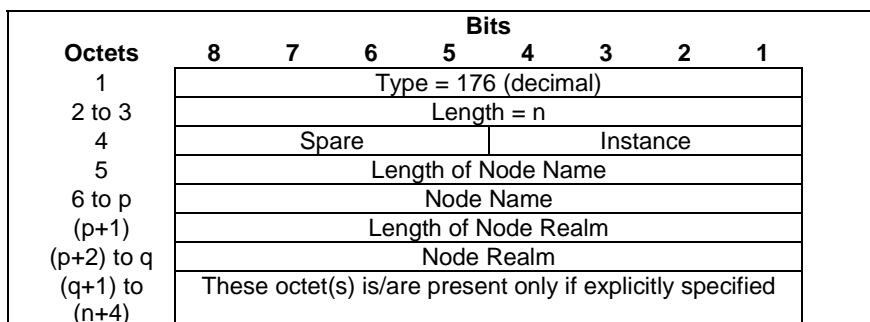 Bits
Octets 8 7 6 5 4 3 2 1
1 Type = 176 (decimal)
2 to 3 Length = n
4 Spare Instance
5 Length of Node Name
6 to p Node Name
(p+1) Length of Node Realm
(p+2) to q Node Realm
(q+1) to These octet(s) is/are present only if explicitly specified
(n+4)